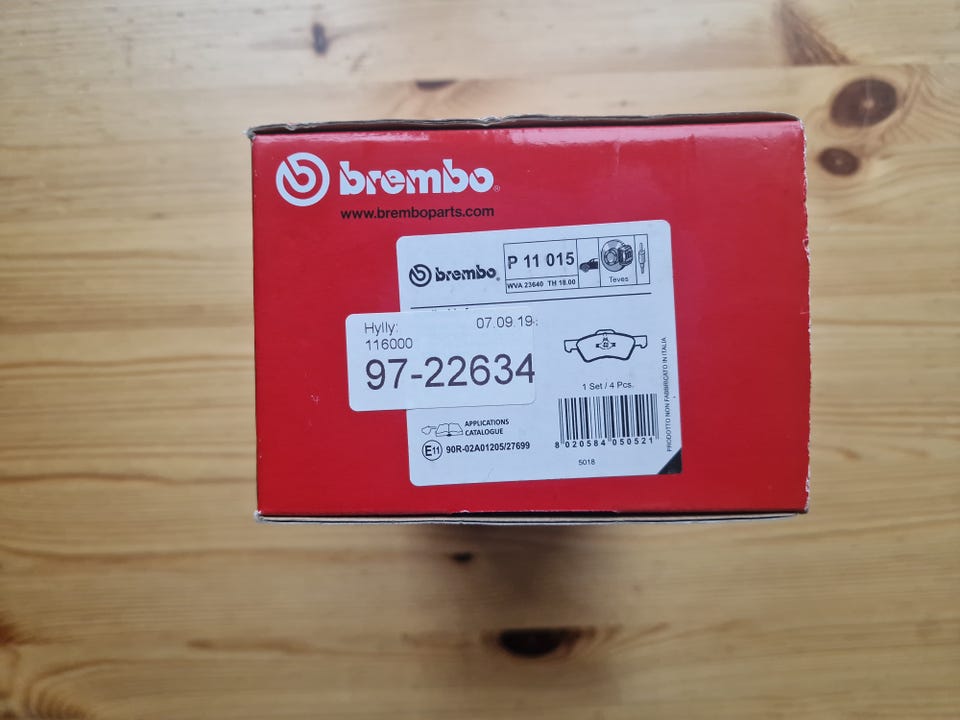 brembo
www.bremboparts.com
brembo
P 11 015
WVA 23640 TH 18.00
Teves
Hylly:
07.09.19
116000
97-22634
1 Set / 4 Pcs.
APPLICATIONS
CATALOGUE
E11 90R-02A01205/27699
8 020584 050521
5018
PRODOTTO NON FABBRICATO IN ITALIA